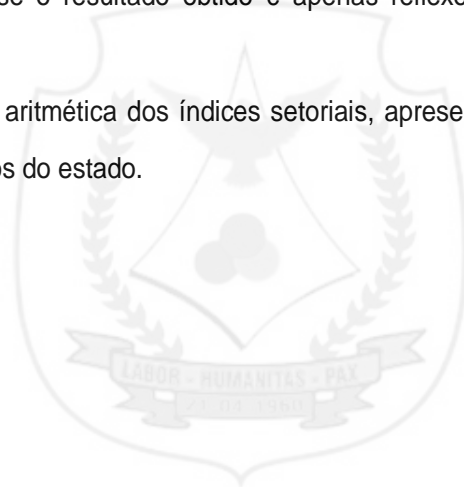 se o resultado obtido é apenas reflexo
aritmética dos índices setoriais, aprese
os do estado.
LABOR - HUMANITAS - PAX
21 04 1960